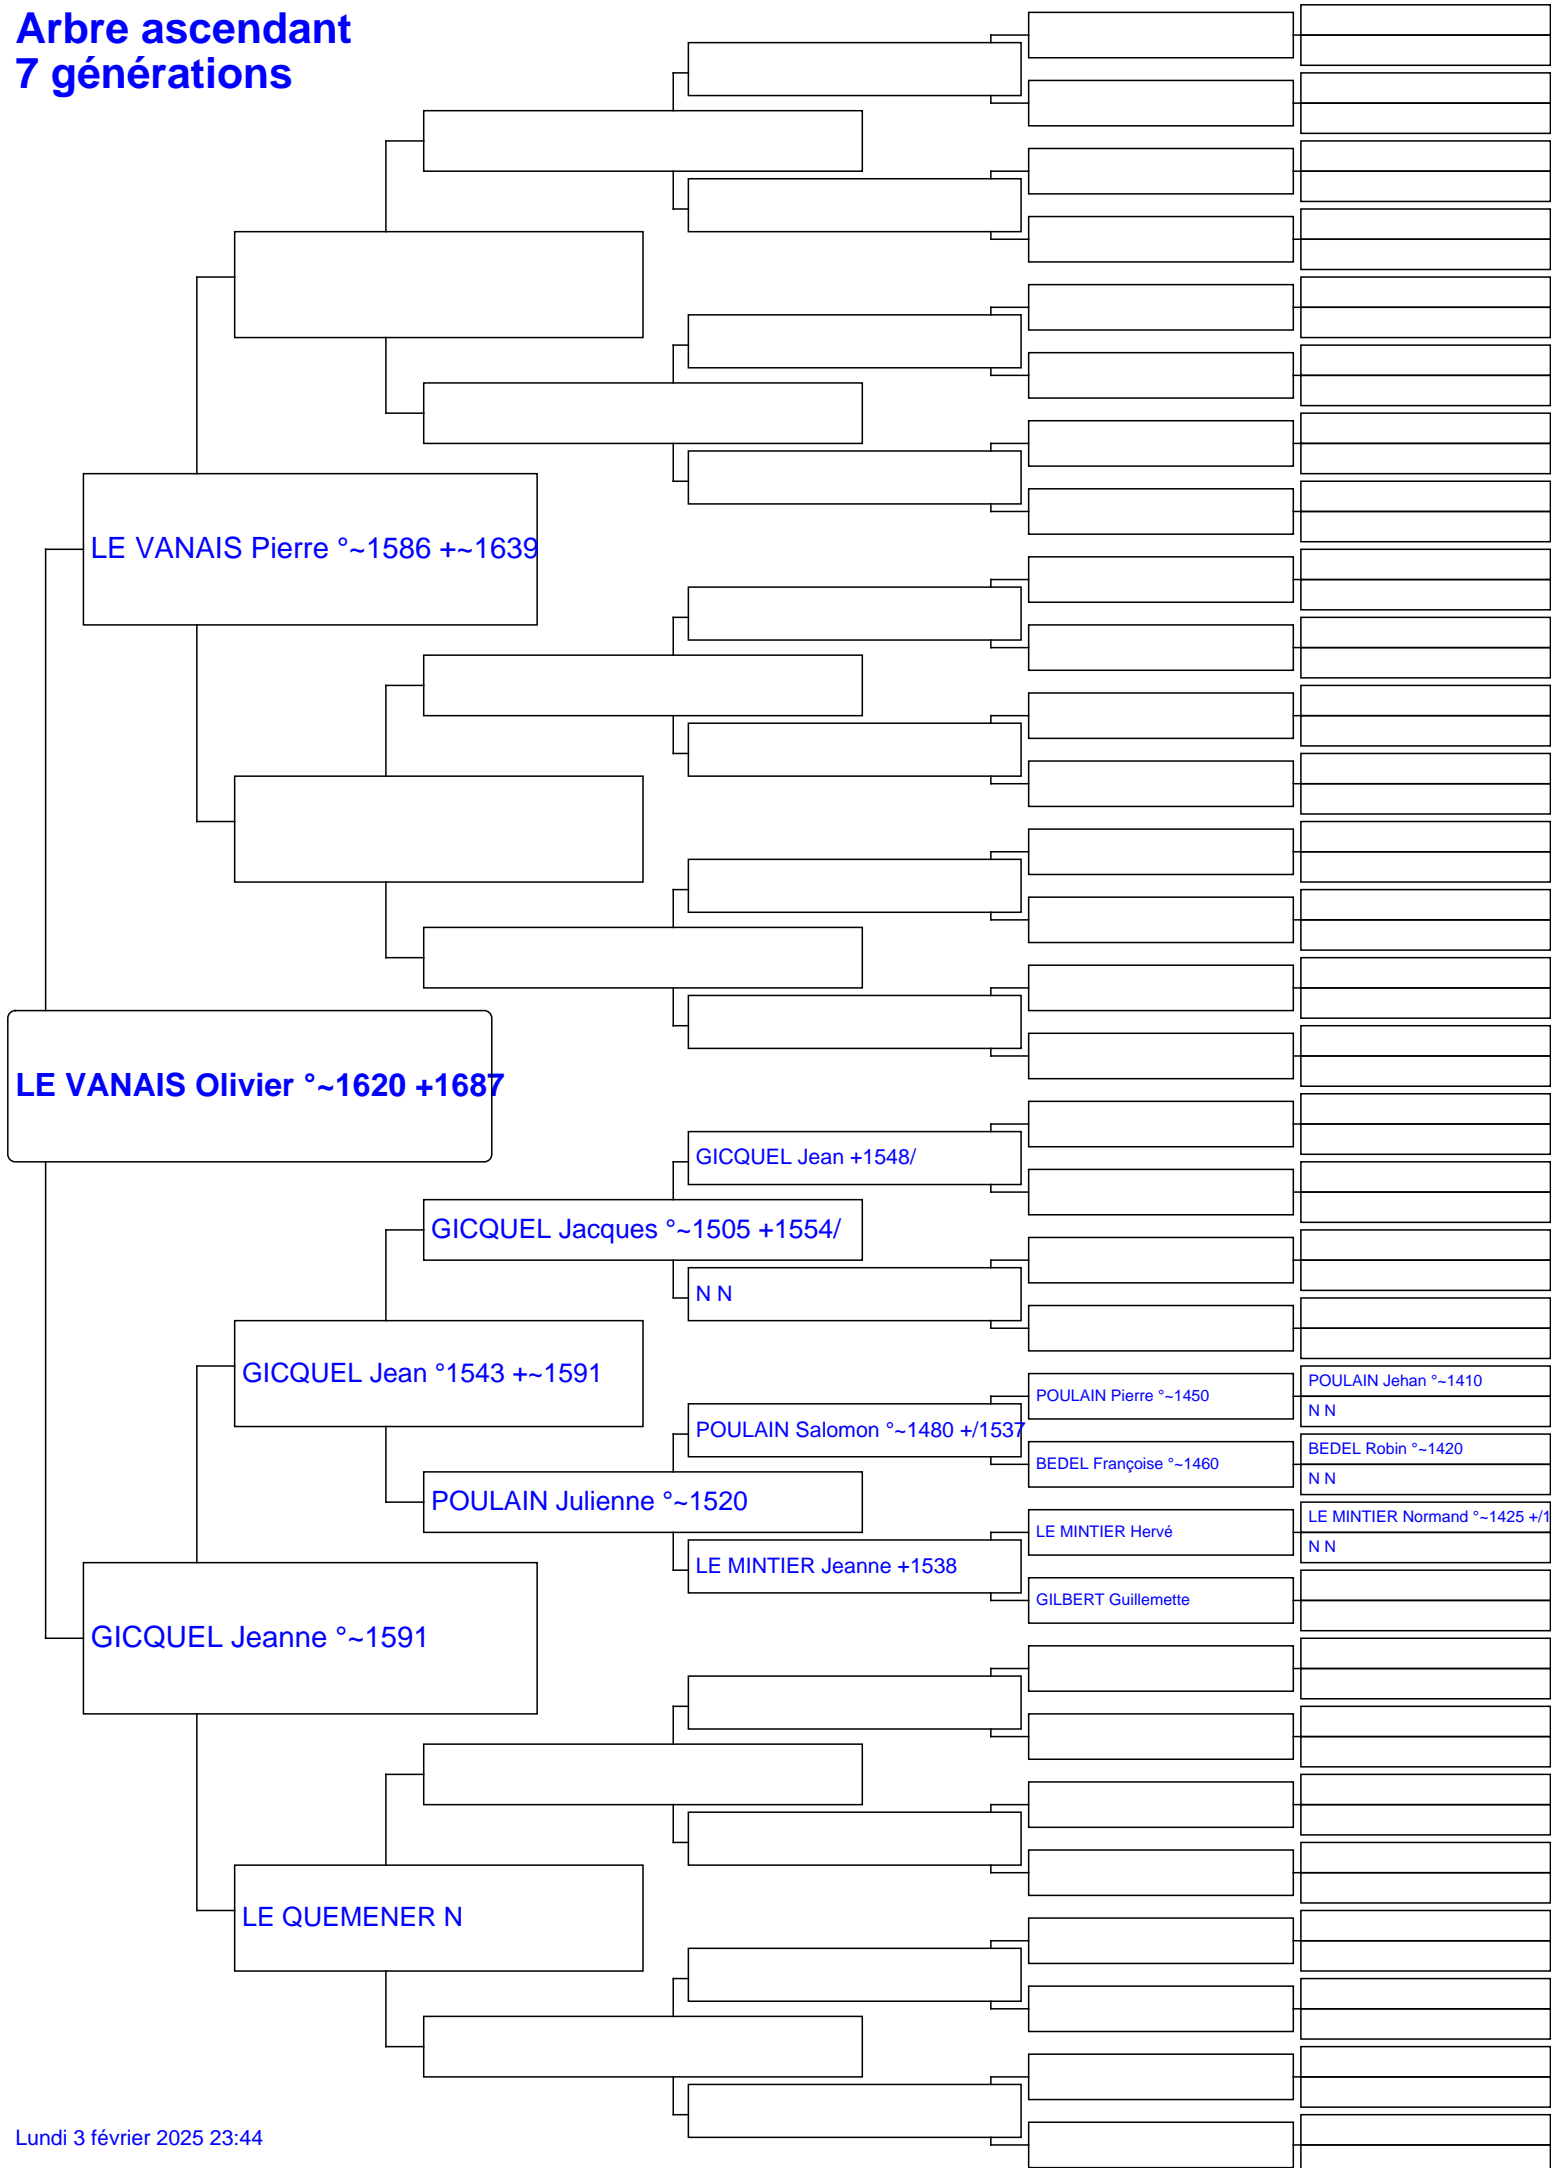 Arbre ascendant
7 générations
LE VANAIS Pierre °~1586 +~1639
LE VANAIS Olivier °~1620 +1687
GICQUEL Jean +1548/
GICQUEL Jacques °~1505 +1554/
N N
GICQUEL Jean °1543 +~1591
POULAIN Jehan °~1410
POULAIN Pierre °~1450
N N
POULAIN Salomon °~1480 +/1537
BEDEL Robin °~1420
BEDEL Françoise °~1460
N N
POULAIN Julienne °~1520
LE MINTIER Normand °~1425 +/1
LE MINTIER Hervé
N N
LE MINTIER Jeanne +1538
GILBERT Guillemette
GICQUEL Jeanne °~1591
LE QUEMENER N
Lundi 3 février 2025 23:44